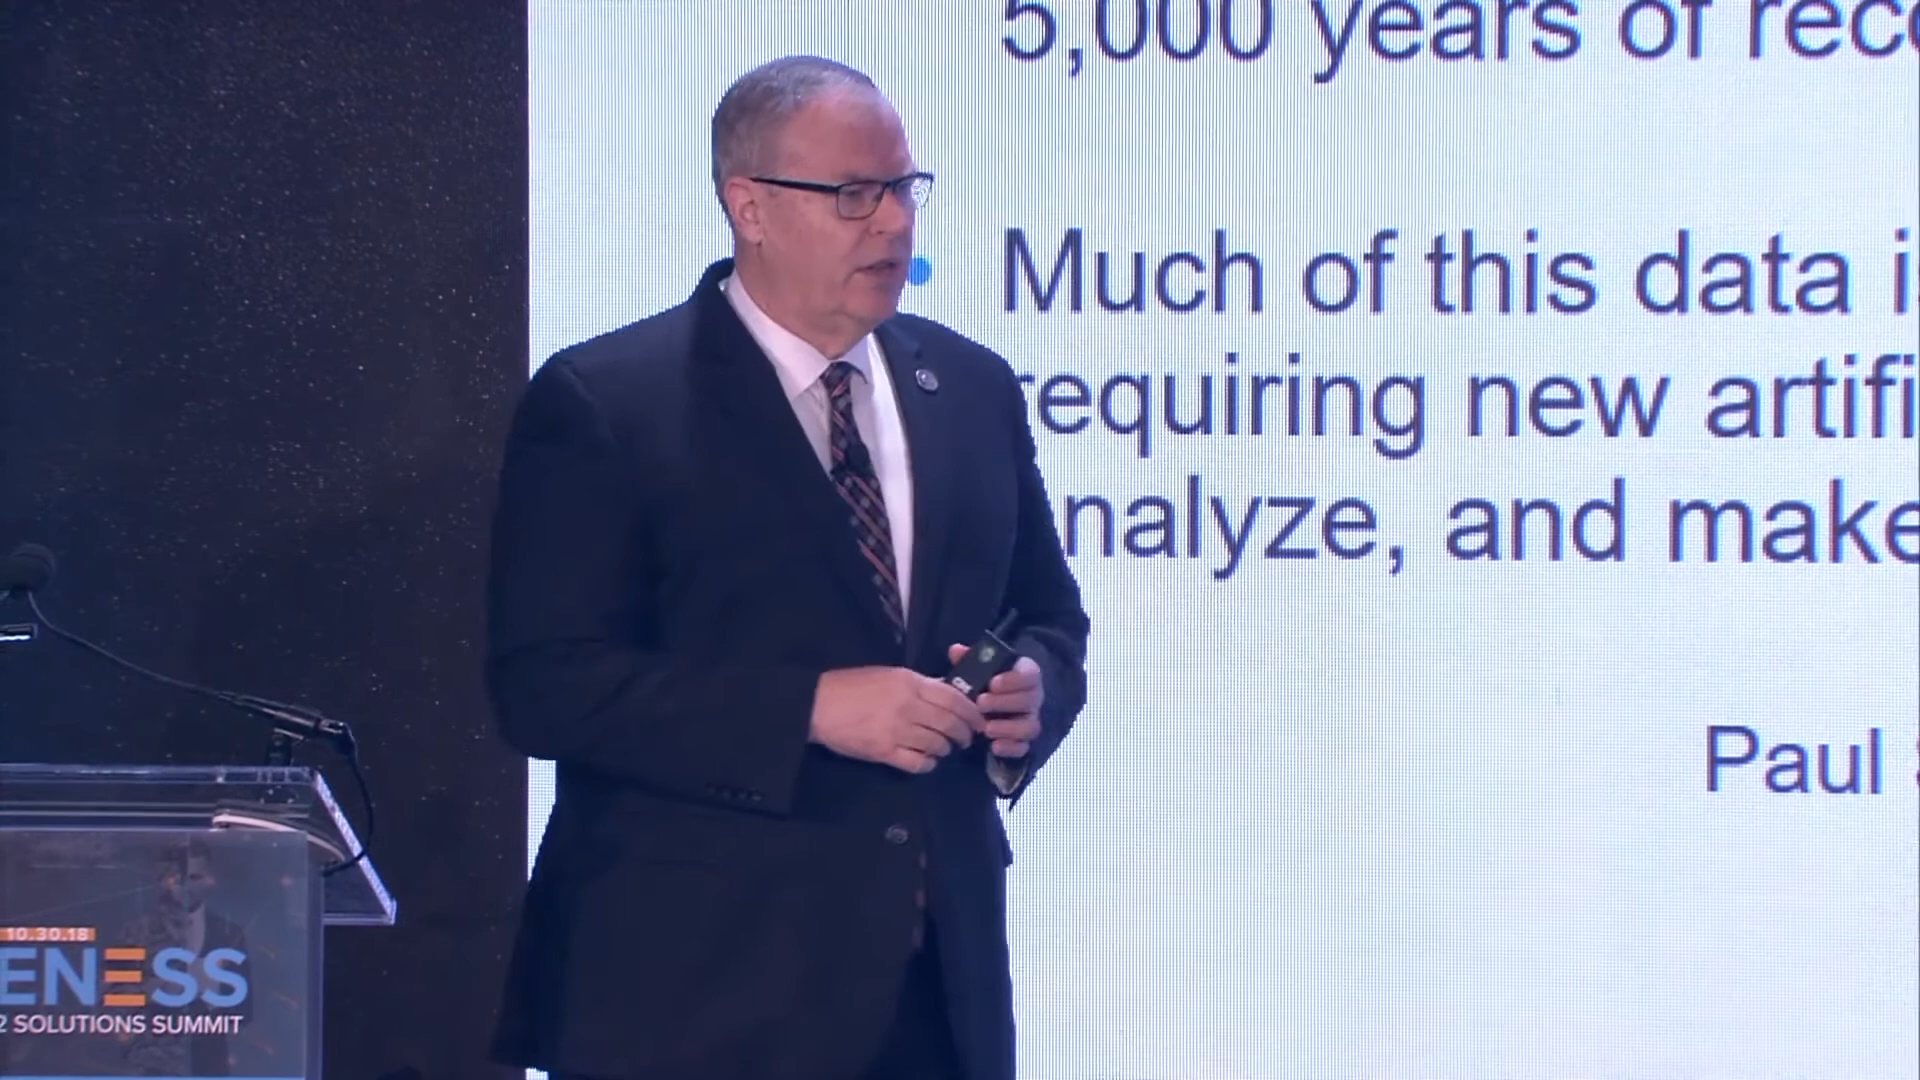 5,000 years of rec
Much of this data i
requiring new artifi
nalyze, and make
Paul
10.30.18
ENESS
2 SOLUTIONS SUMMIT